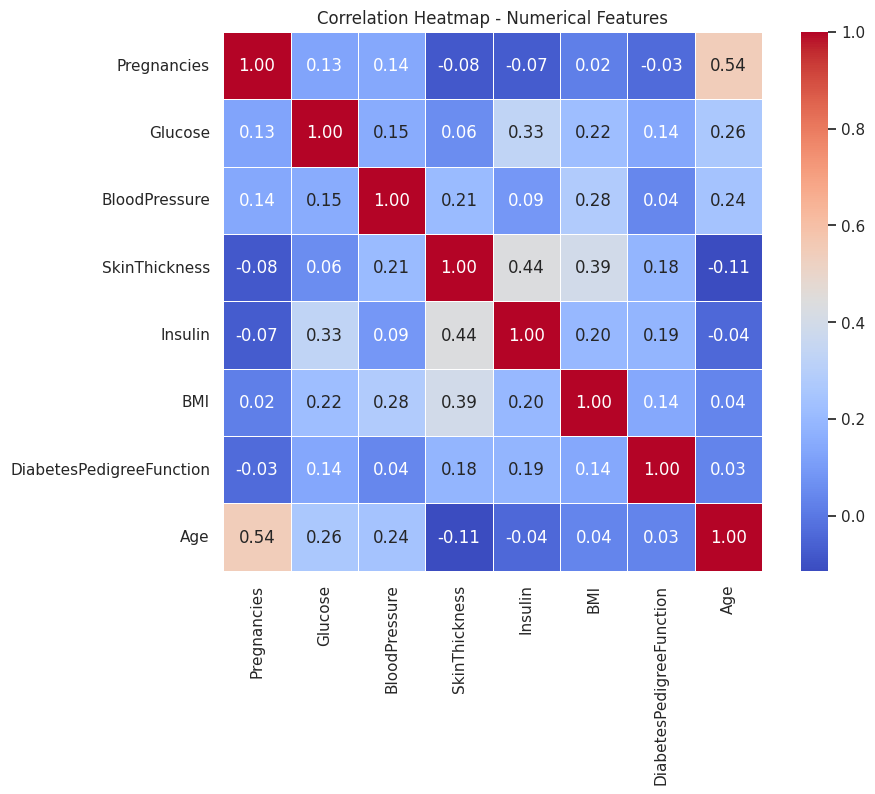 Correlation Heatmap - Numerical Features
Pregnancies 1.00 0.13 0.14 -0.08 -0.07 0.02 -0.03 0.54
Glucose 0.13 1.00 0.15 0.06 0.33 0.22 0.14 0.26
BloodPressure 0.14 0.15 1.00 0.21 0.09 0.28 0.04 0.24
SkinThickness -0.08 0.06 0.21 1.00 0.44 0.39 0.18 -0.11
Insulin -0.07 0.33 0.09 0.44 1.00 0.20 0.19 -0.04
BMI 0.02 0.22 0.28 0.39 0.20 1.00 0.14 0.04
DiabetesPedigreeFunction -0.03 0.14 0.04 0.18 0.19 0.14 1.00 0.03
Age 0.54 0.26 0.24 -0.11 -0.04 0.04 0.03 1.00
Pregnancies
Glucose
BloodPressure
SkinThickness
Insulin
BMI
DiabetesPedigreeFunction
Age
1.0
0.8
0.6
0.4
0.2
0.0